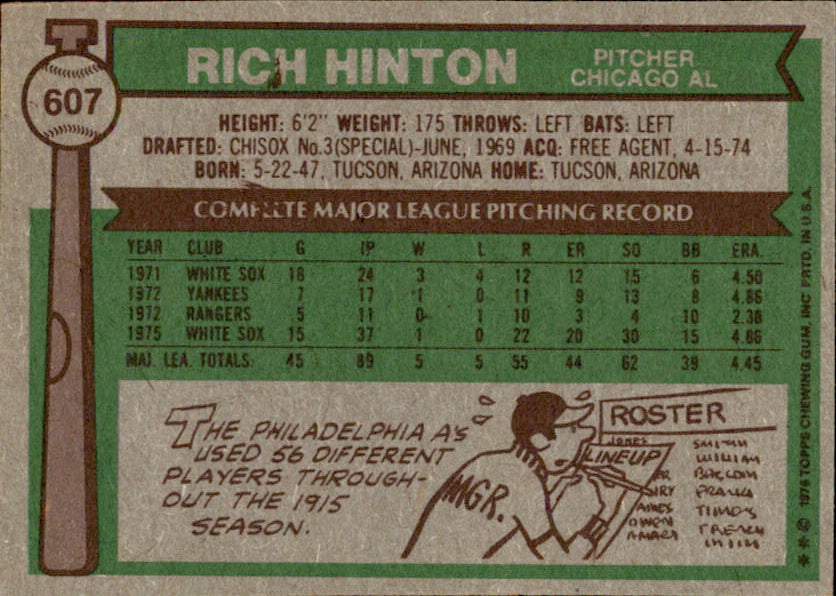 607
RICH HINTON
PITCHER
CHICAGO AL
HEIGHT: 6'2" WEIGHT: 175 THROWS: LEFT BATS: LEFT
DRAFTED: CHISOX No.3(SPECIAL)-JUNE, 1969 ACQ: FREE AGENT, 4-15-74
BORN: 5-22-47, TUCSON, ARIZONA HOME: TUCSON, ARIZONA
COMPLETE MAJOR LEAGUE PITCHING RECORD
YEAR CLUB G IP W L R ER SO BB ERA.
1971 WHITE SOX 18 24 3 4 12 12 15 6 4.50
1972 YANKEES 7 17 1 0 11 9 13 8 4.86
1972 RANGERS 5 11 0 1 10 3 4 10 2.38
1975 WHITE SOX 15 37 1 0 22 20 30 15 4.86
MAJ. LEA. TOTALS: 45 89 5 5 55 44 62 39 4.45
THE PHILADELPHIA A'S
USED 56 DIFFERENT
PLAYERS THROUGH-
OUT THE 1915
SEASON.
MGR.
ROSTER
JONES
LINEUP
SMITH
WILLIAM
FRANK
** © 1976 TOPPS CHEWING GUM, INC PRTD. IN U.S.A.